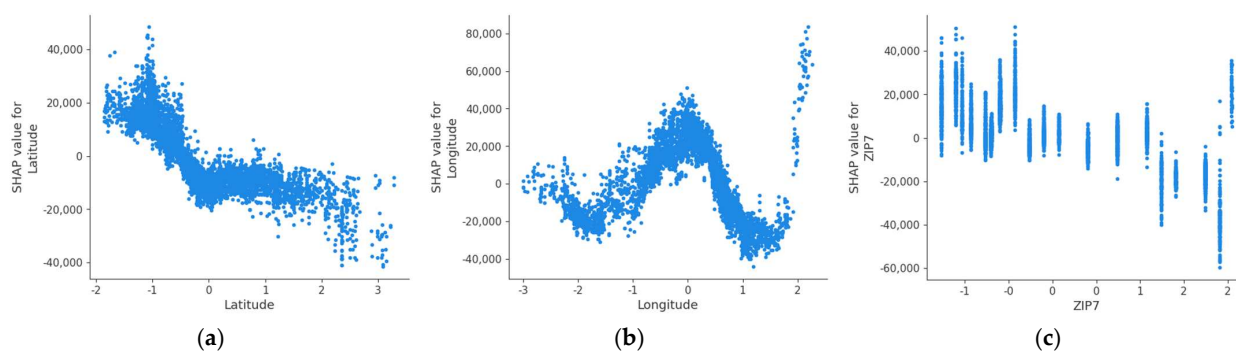 SHAP value for
Latitude
40,000
20,000
0
-20,000
-40,000
-2 -1 0 1 2 3
Latitude
(a)
SHAP value for
Longitude
80,000
60,000
40,000
20,000
0
-20,000
-40,000
-3 -2 -1 0 1 2
Longitude
(b)
SHAP value for
ZIP7
40,000
20,000
0
-20,000
-40,000
-60,000
-1 -0 0 0 1 2 2
ZIP7
(c)